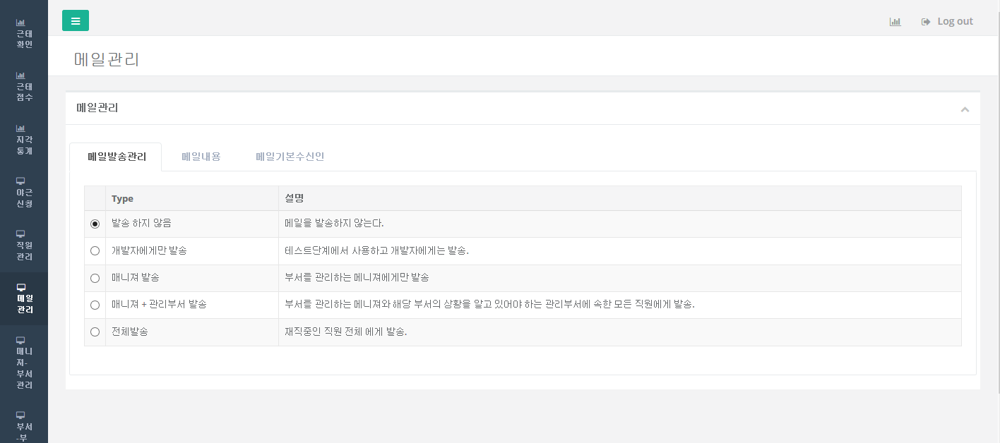 근태
확인
근태
점수
지각
통계
야근
신청
직원
관리
메일
관리
매니
저-
부서
관리
부서
-부
Log out
메일관리
메일관리
메일발송관리 메일내용 메일기본수신인
Type 설명
발송 하지 않음 메일을 발송하지 않는다.
개발자에게만 발송 테스트단계에서 사용하고 개발자에게는 발송.
매니져 발송 부서를 관리하는 메니져에게만 발송
매니져 + 관리부서 발송 부서를 관리하는 메니져와 해당 부서의 상황을 알고 있어야 하는 관리부서에 속한 모든 직원에게 발송.
전체발송 재직중인 직원 전체 에게 발송.